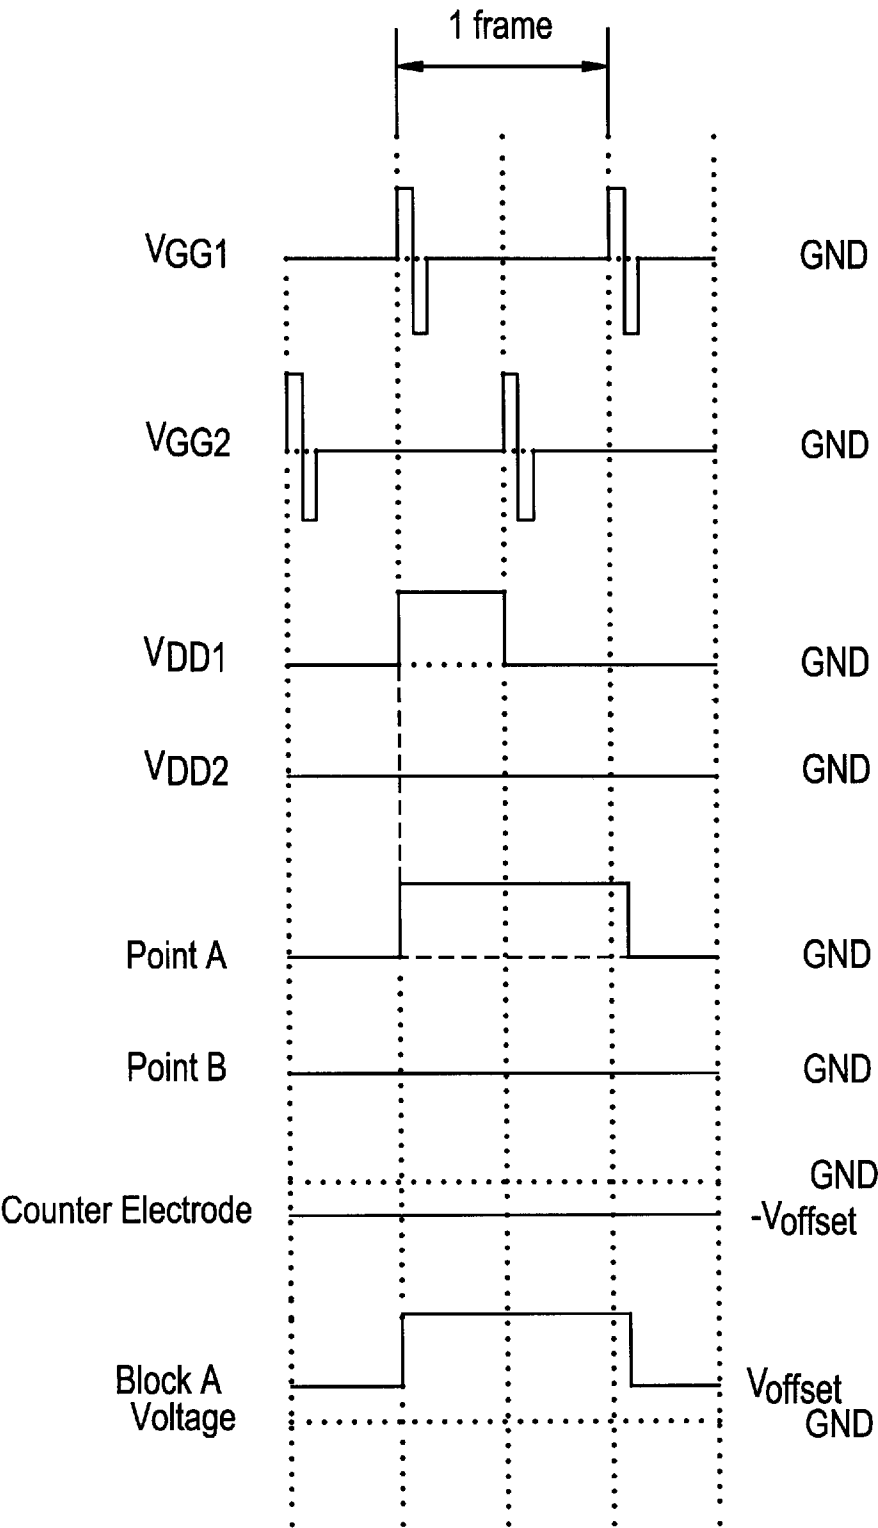 1 frame
VGG1 GND
VGG2 GND
VDD1 GND
VDD2 GND
Point A GND
Point B GND
GND
Counter Electrode -Voffset
Block A Voffset
Voltage GND